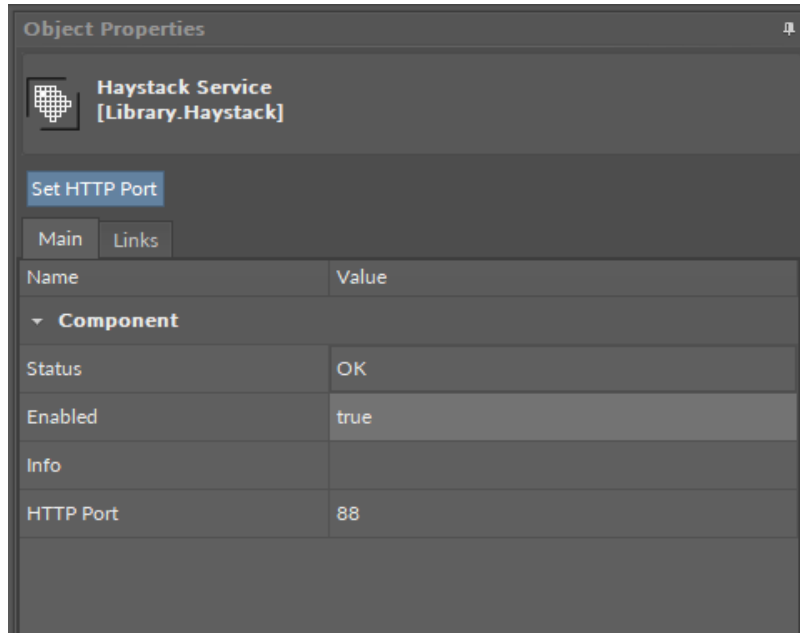 Object Properties
Haystack Service
[Library.Haystack]
Set HTTP Port
Main Links
Name Value
Component
Status OK
Enabled true
Info
HTTP Port 88